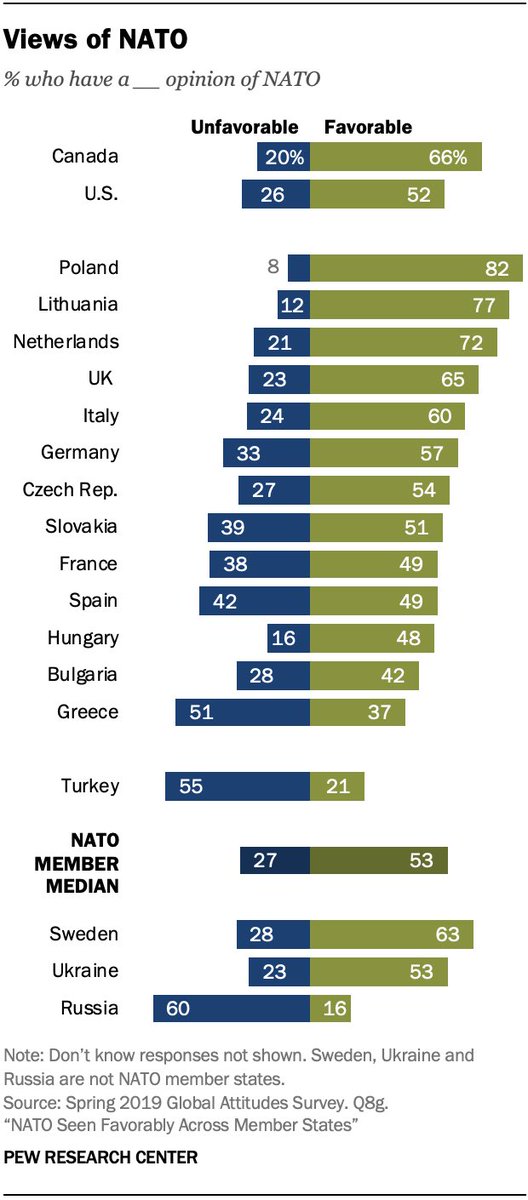 Views of NATO
% who have a __ opinion of NATO
Unfavorable Favorable
Canada 20% 66%
U.S. 26 52
Poland 8 82
Lithuania 12 77
Netherlands 21 72
UK 23 65
Italy 24 60
Germany 33 57
Czech Rep. 27 54
Slovakia 39 51
France 38 49
Spain 42 49
Hungary 16 48
Bulgaria 28 42
Greece 51 37
Turkey 55 21
NATO
MEMBER 27 53
MEDIAN
Sweden 28 63
Ukraine 23 53
Russia 60 16
Note: Don’t know responses not shown. Sweden, Ukraine and
Russia are not NATO member states.
Source: Spring 2019 Global Attitudes Survey. Q8g.
“NATO Seen Favorably Across Member States”
PEW RESEARCH CENTER